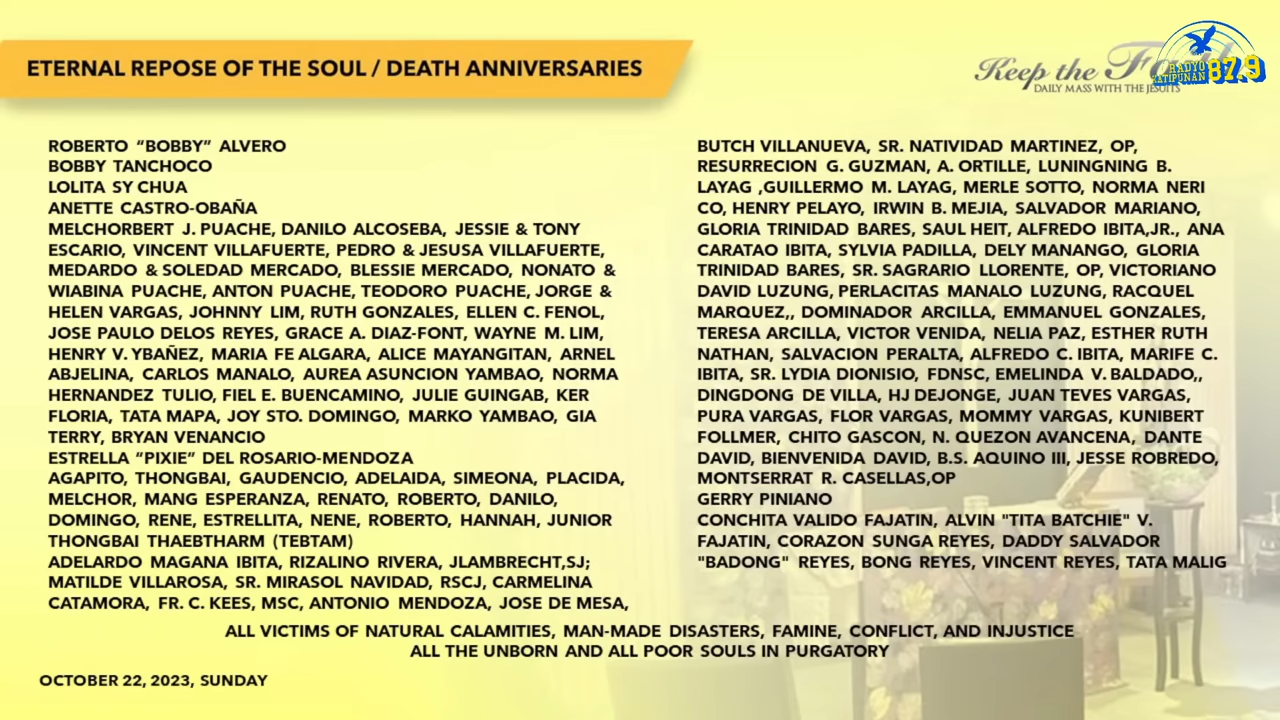 ETERNAL REPOSE OF THE SOUL / DEATH ANNIVERSARIES
Keep the
DAILY MASS WITH THE JESUITS
RADYO
KATIPUNAN 87.9
ROBERTO “BOBBY” ALVERO
BOBBY TANCHOCO
LOLITA SY CHUA
ANETTE CASTRO-OBAÑA
MELCHORBERT J. PUACHE, DANILO ALCOSEBA, JESSIE & TONY
ESCARIO, VINCENT VILLAFUERTE, PEDRO & JESUSA VILLAFUERTE,
MEDARDO & SOLEDAD MERCADO, BLESSIE MERCADO, NONATO &
WIABINA PUACHE, ANTON PUACHE, TEODORO PUACHE, JORGE &
HELEN VARGAS, JOHNNY LIM, RUTH GONZALES, ELLEN C. FENOL,
JOSE PAULO DELOS REYES, GRACE A. DIAZ-FONT, WAYNE M. LIM,
HENRY V. YBAÑEZ, MARIA FE ALGARA, ALICE MAYANGITAN, ARNEL
ABJELINA, CARLOS MANALO, AUREA ASUNCION YAMBAO, NORMA
HERNANDEZ TULIO, FIEL E. BUENCAMINO, JULIE GUINGAB, KER
FLORIA, TATA MAPA, JOY STO. DOMINGO, MARKO YAMBAO, GIA
TERRY, BRYAN VENANCIO
ESTRELLA “PIXIE” DEL ROSARIO-MENDOZA
AGAPITO, THONGBAI, GAUDENCIO, ADELAIDA, SIMEONA, PLACIDA,
MELCHOR, MANG ESPERANZA, RENATO, ROBERTO, DANILO,
DOMINGO, RENE, ESTRELLITA, NENE, ROBERTO, HANNAH, JUNIOR
THONGBAI THAEBTHARM (TEBTAM)
ADELARDO MAGANA IBITA, RIZALINO RIVERA, JLAMBRECHT,SJ;
MATILDE VILLAROSA, SR. MIRASOL NAVIDAD, RSCJ, CARMELINA
CATAMORA, FR. C. KEES, MSC, ANTONIO MENDOZA, JOSE DE MESA,
BUTCH VILLANUEVA, SR. NATIVIDAD MARTINEZ, OP,
RESURRECION G. GUZMAN, A. ORTILLE, LUNINGNING B.
LAYAG ,GUILLERMO M. LAYAG, MERLE SOTTO, NORMA NERI
CO, HENRY PELAYO, IRWIN B. MEJIA, SALVADOR MARIANO,
GLORIA TRINIDAD BARES, SAUL HEIT, ALFREDO IBITA,JR., ANA
CARATAO IBITA, SYLVIA PADILLA, DELY MANANGO, GLORIA
TRINIDAD BARES, SR. SAGRARIO LLORENTE, OP, VICTORIANO
DAVID LUZUNG, PERLACITAS MANALO LUZUNG, RACQUEL
MARQUEZ,, DOMINADOR ARCILLA, EMMANUEL GONZALES,
TERESA ARCILLA, VICTOR VENIDA, NELIA PAZ, ESTHER RUTH
NATHAN, SALVACION PERALTA, ALFREDO C. IBITA, MARIFE C.
IBITA, SR. LYDIA DIONISIO, FDNSC, EMELINDA V. BALDADO,,
DINGDONG DE VILLA, HJ DEJONGE, JUAN TEVES VARGAS,
PURA VARGAS, FLOR VARGAS, MOMMY VARGAS, KUNIBERT
FOLLMER, CHITO GASCON, N. QUEZON AVANCENA, DANTE
DAVID, BIENVENIDA DAVID, B.S. AQUINO III, JESSE ROBREDO,
MONTSERRAT R. CASELLAS,OP
GERRY PINIANO
CONCHITA VALIDO FAJATIN, ALVIN "TITA BATCHIE" V.
FAJATIN, CORAZON SUNGA REYES, DADDY SALVADOR
"BADONG" REYES, BONG REYES, VINCENT REYES, TATA MALIG
ALL VICTIMS OF NATURAL CALAMITIES, MAN-MADE DISASTERS, FAMINE, CONFLICT, AND INJUSTICE
ALL THE UNBORN AND ALL POOR SOULS IN PURGATORY
OCTOBER 22, 2023, SUNDAY